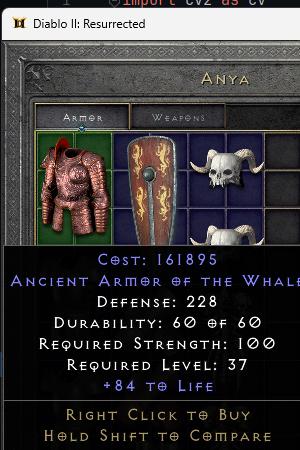 import cv2 as cv
Diablo II: Resurrected
Anya
Armor
Weapons
Cost: 161895
Ancient Armor of the Whale
Defense: 228
Durability: 60 of 60
Required Strength: 100
Required Level: 37
+84 to Life
Right Click to Buy
Hold Shift to Compare